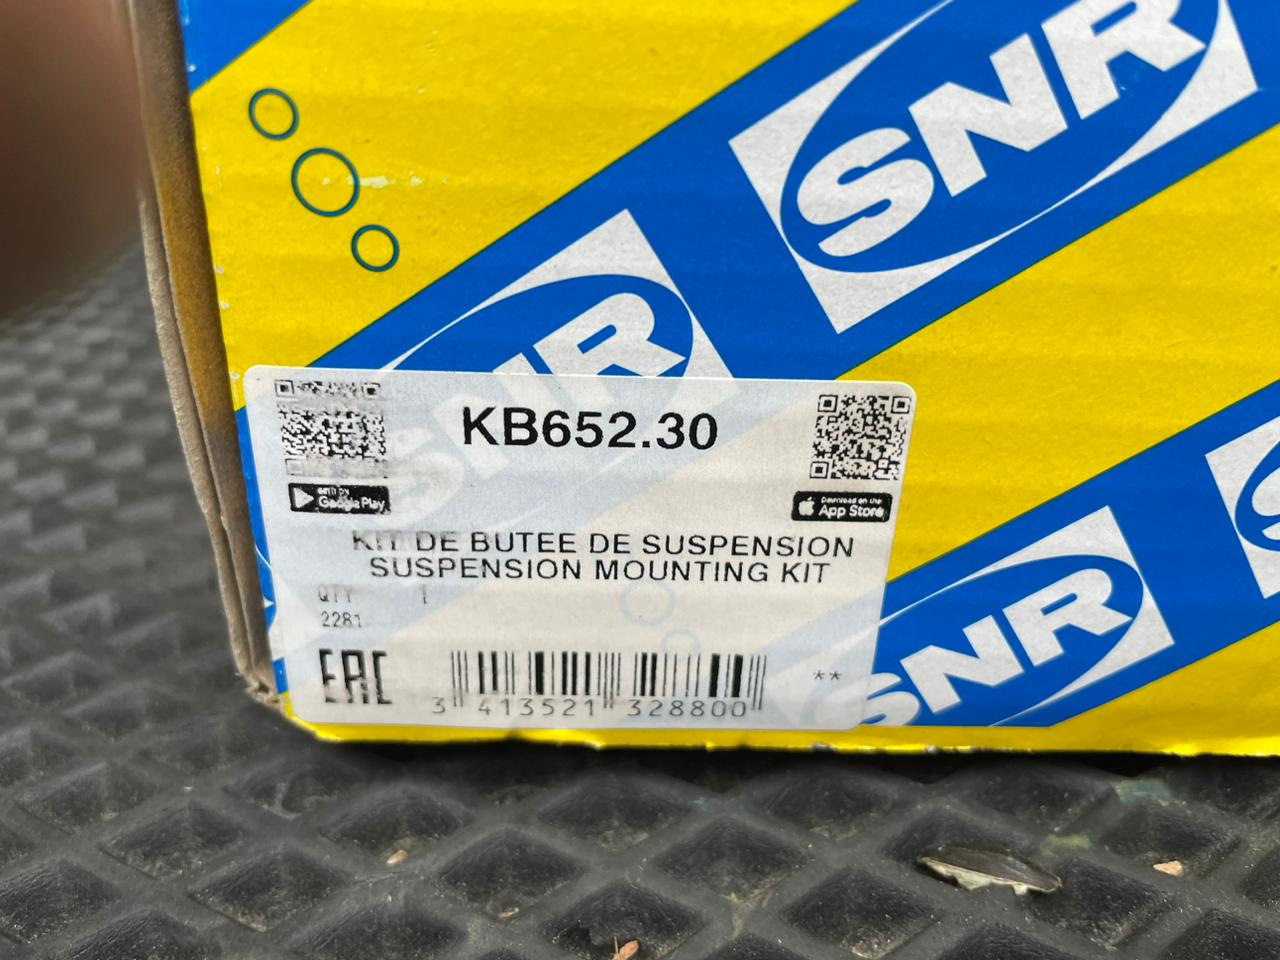 SNR
SNR
KB652.30
GET IT ON
Google Play
Download on the
App Store
KIT DE BUTEE DE SUSPENSION
SUSPENSION MOUNTING KIT
QTY 1
2281
EAC
3 413521 328800
**
SNR